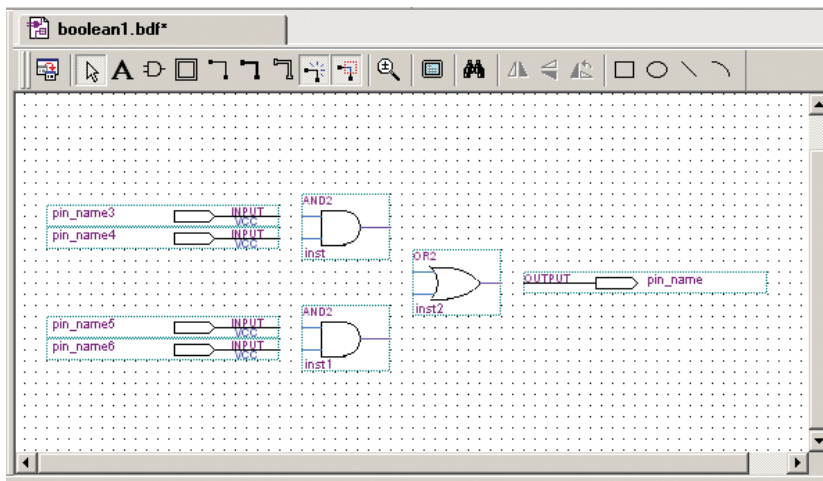 boolean1.bdf*
A
AND2
pin_name3 INPUT
VCC
pin_name4 INPUT
VCC
inst
OR2
OUTPUT pin_name
inst2
AND2
pin_name5 INPUT
VCC
pin_name6 INPUT
VCC
inst1